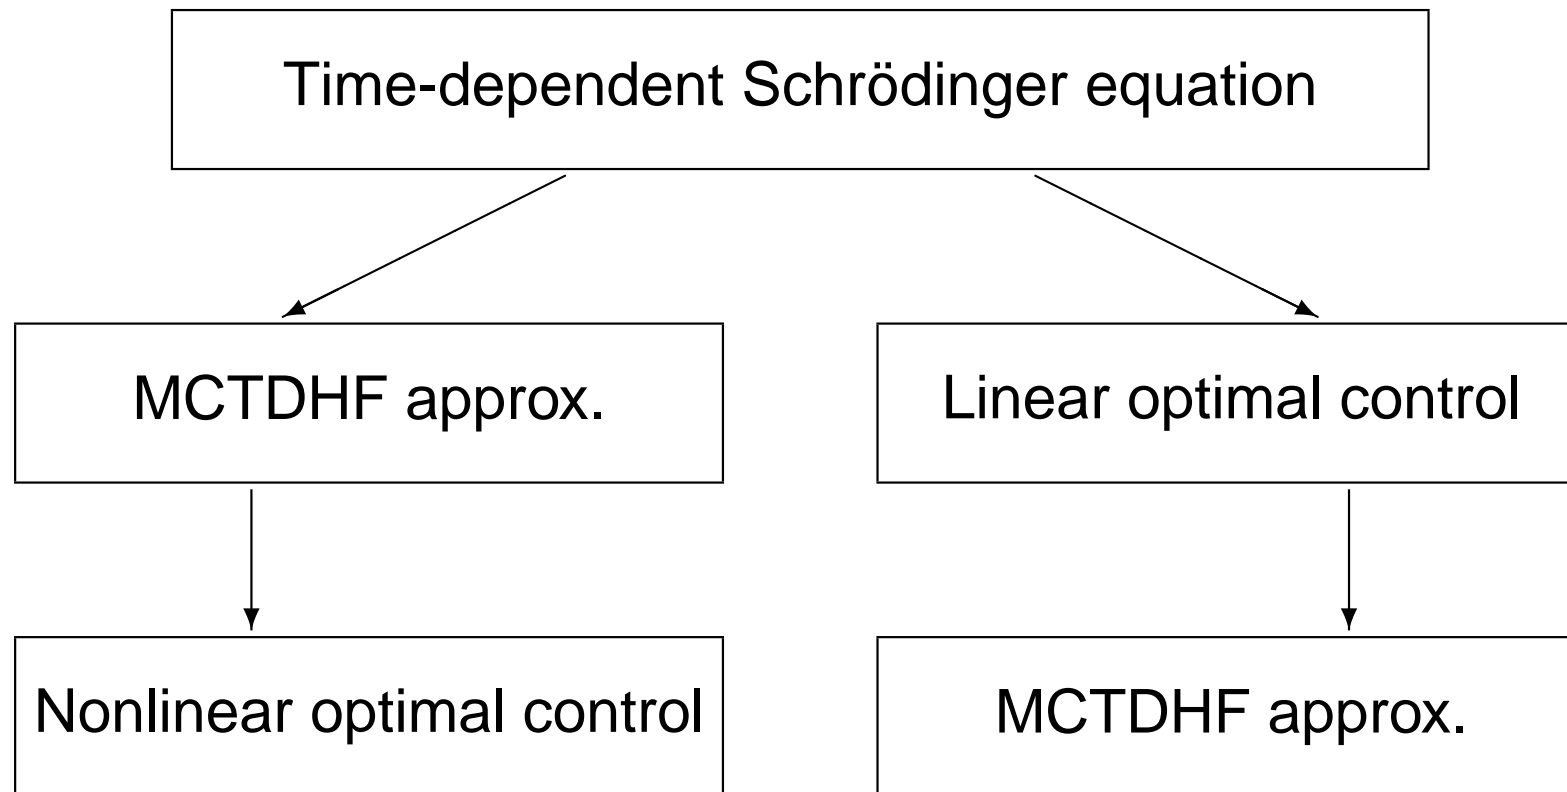 Time-dependent Schrödinger equation
MCTDHF approx.
Linear optimal control
Nonlinear optimal control
MCTDHF approx.